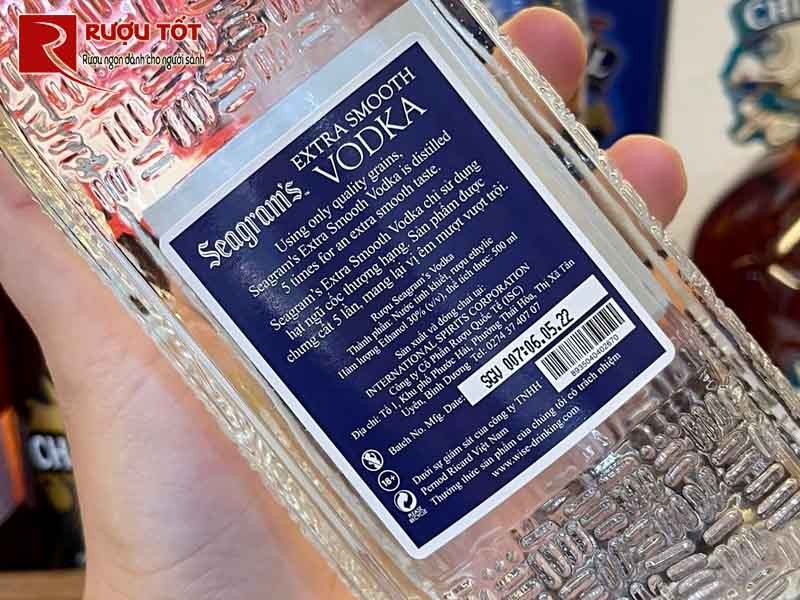 RƯỢU TỐT
Rượu ngon dành cho người sành
CHI
Seagram's
EXTRA SMOOTH
VODKA
Using only quality grains,
Seagram's Extra Smooth Vodka is distilled
5 times for an extra smooth taste.
Seagram's Extra Smooth Vodka chỉ sử dụng
hạt ngũ cốc thượng hạng. Sản phẩm được
chưng cất 5 lần, mang lại vị êm mượt vượt trội.
Rượu Seagram's Vodka
Thành phần: Nước tinh khiết, rượu ethylic
Hàm lượng Ethanol 30% (v/v), thể tích thực: 500 ml
Sản xuất và đóng chai tại:
INTERNATIONAL SPIRITS CORPORATION
Công ty Cổ Phần Rượu Quốc Tế (ISC)
Địa chỉ: Tổ 1, Khu phố Phước Hải, Phường Thái Hòa, Thị Xã Tân
Uyên, Bình Dương Tel. 0274 37 407 07
Batch No. Mfg. Date: SGV 007:06.05.22
8935040402670
18+
PLEASE RECYCLE
Dưới sự giám sát của công ty TNHH
Pernod Ricard Việt Nam
Thưởng thức sản phẩm của chúng tôi có trách nhiệm
www.wise-drinking.com
CH